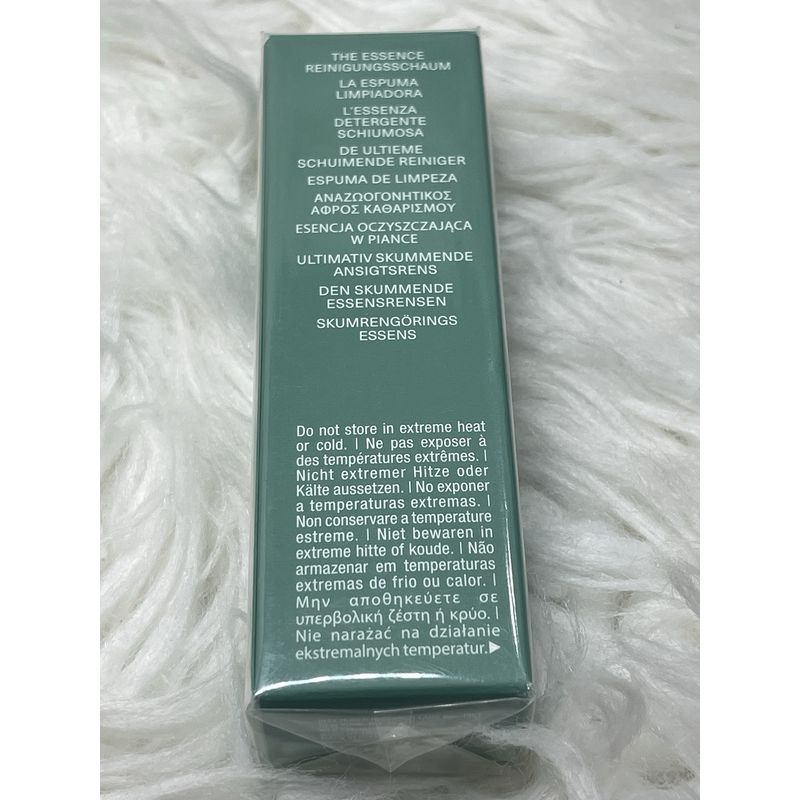 THE ESSENCE
REINIGUNGSSCHAUM
LA ESPUMA
LIMPIADORA
L'ESSENZA
DETERGENTE
SCHIUMOSA
DE ULTIEME
SCHUIMENDE REINIGER
ESPUMA DE LIMPEZA
ΑΝΑΖΩΟΓΟΝΗΤΙΚΟΣ
ΑΦΡΟΣ ΚΑΘΑΡΙΣΜΟΥ
ESENCJA OCZYSZCZAJĄCA
W PIANCE
ULTIMATIV SKUMMENDE
ANSIGTSRENS
DEN SKUMMENDE
ESSENSRENSEN
SKUMRENGÖRINGS
ESSENS
Do not store in extreme heat
or cold. | Ne pas exposer à
des températures extrêmes. |
Nicht extremer Hitze oder
Kälte aussetzen. | No exponer
a temperaturas extremas. |
Non conservare a temperature
estreme. | Niet bewaren in
extreme hitte of koude. | Não
armazenar em temperaturas
extremas de frio ou calor. |
Μην αποθηκεύετε σε
υπερβολική ζέστη ή κρύο. |
Nie narażać na działanie
ekstremalnych temperatur.▶